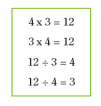 4 x 3 = 12
3 x 4 = 12
12 ÷ 3 = 4
12 ÷ 4 = 3